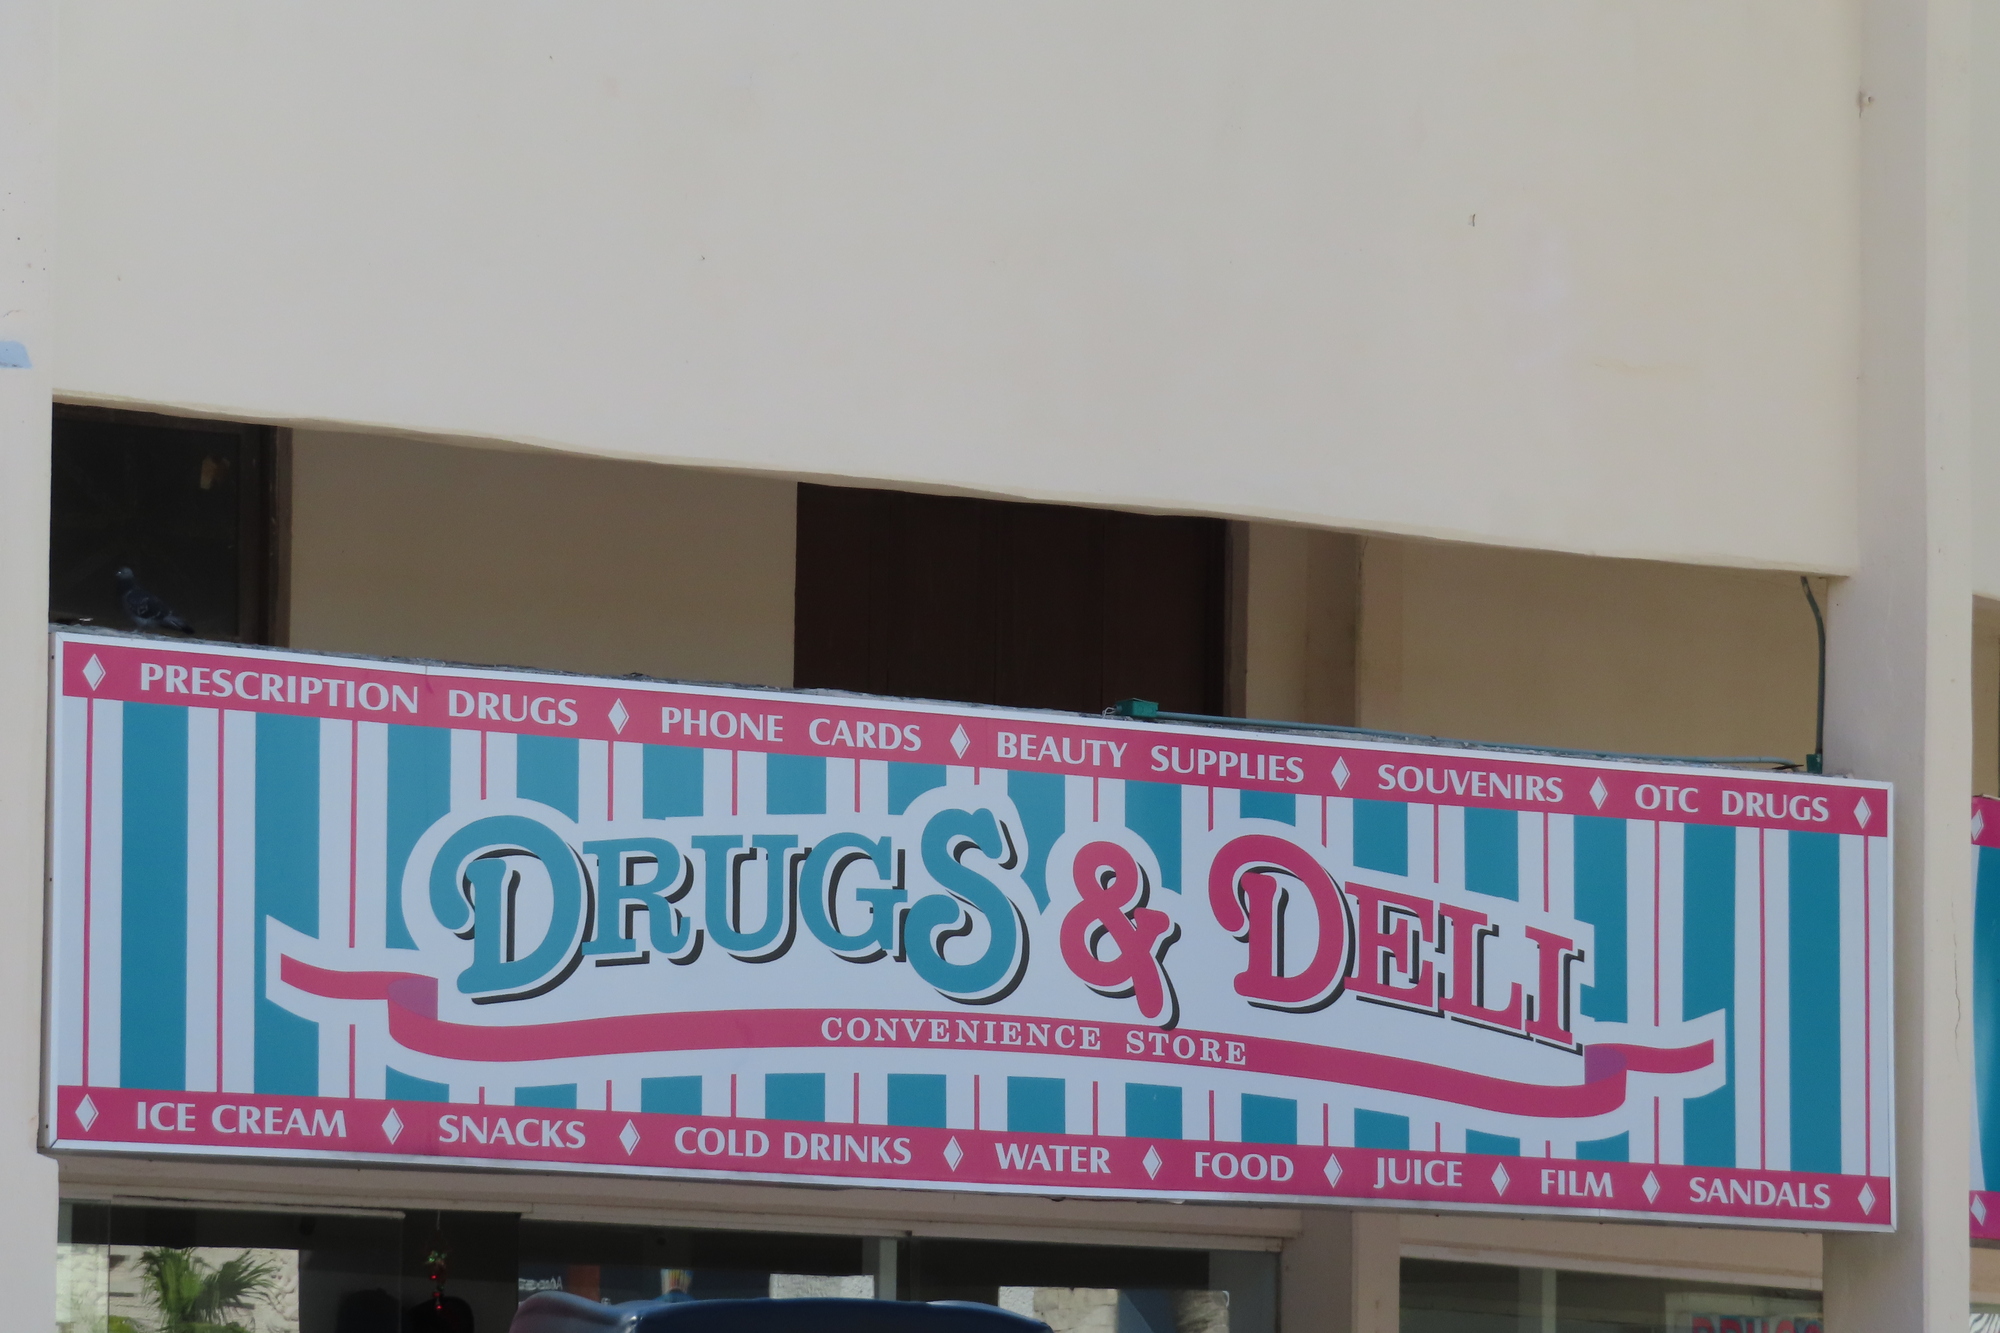 PRESCRIPTION DRUGS ♦ PHONE CARDS ♦ BEAUTY SUPPLIES ♦ SOUVENIRS ♦ OTC DRUGS
DRUGS & DELI
CONVENIENCE STORE
ICE CREAM ♦ SNACKS ♦ COLD DRINKS ♦ WATER ♦ FOOD ♦ JUICE ♦ FILM ♦ SANDALS